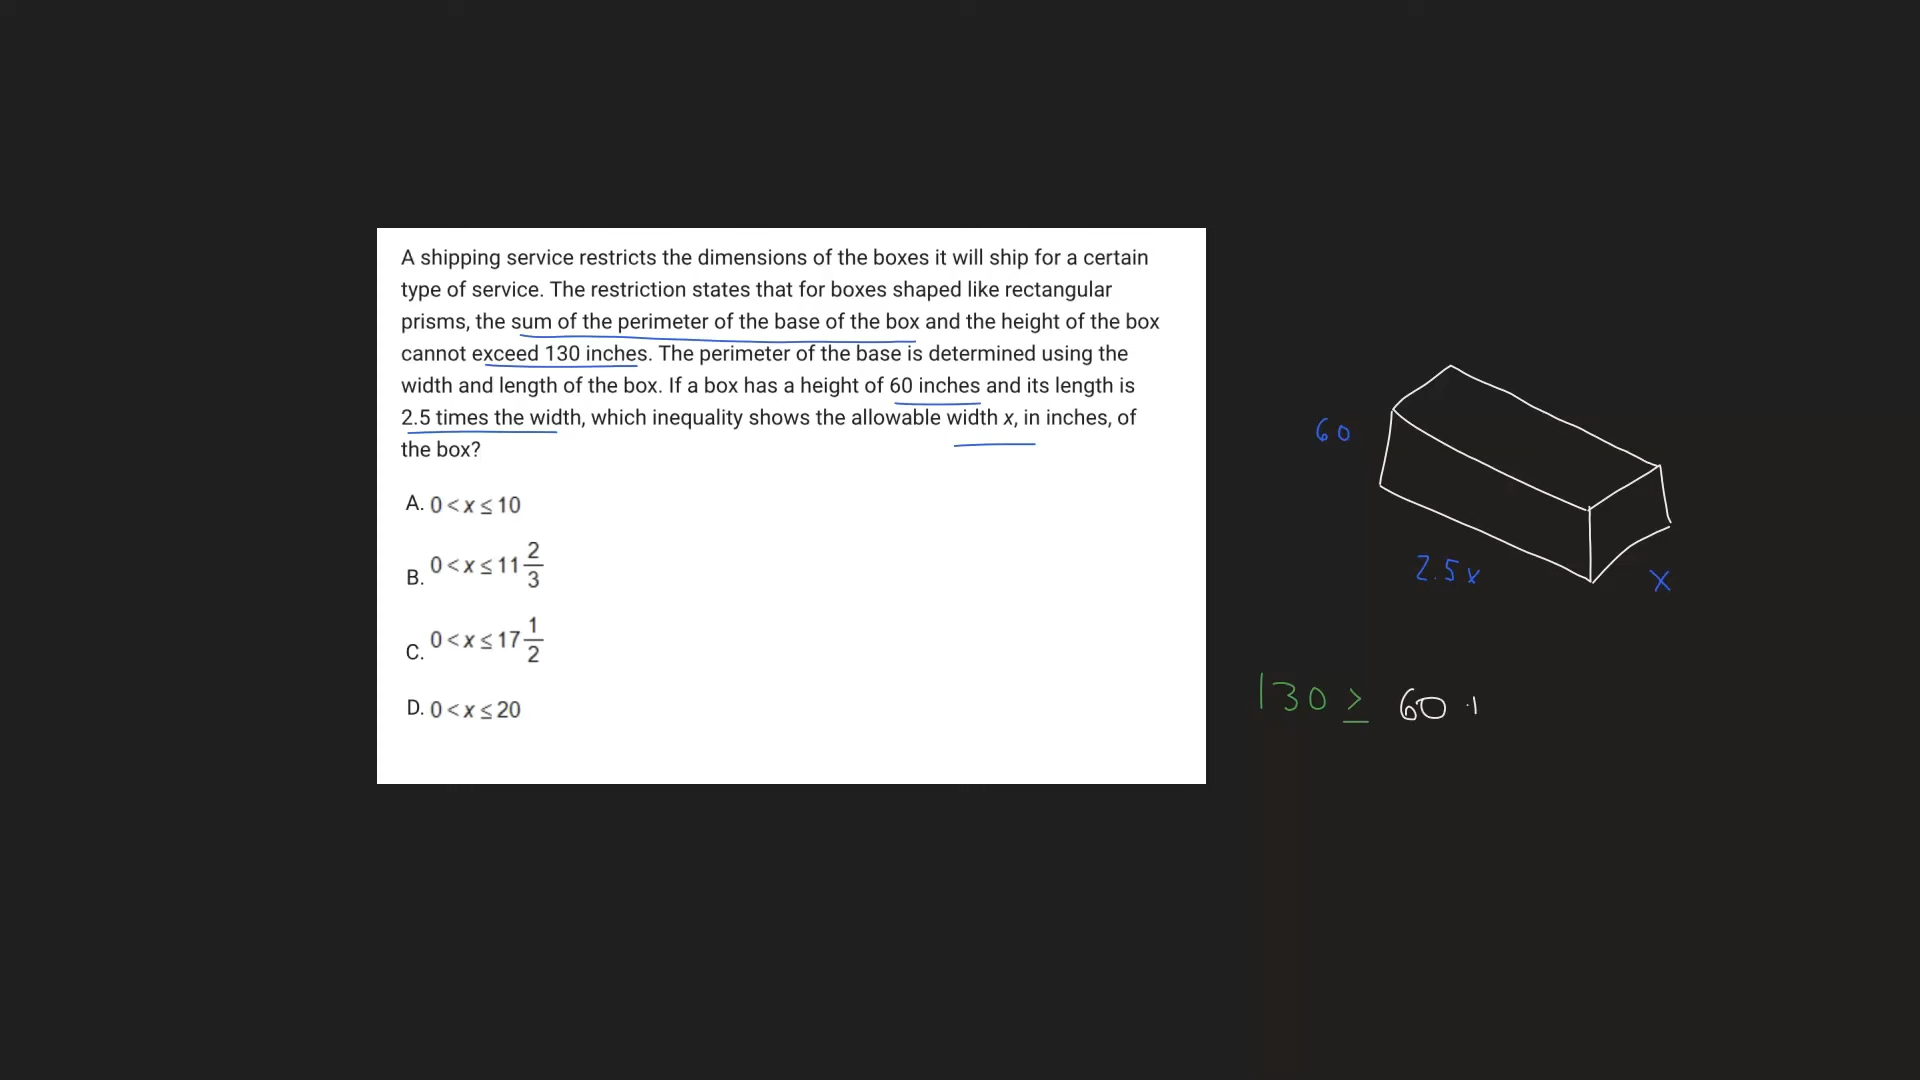 A shipping service restricts the dimensions of the boxes it will ship for a certain
type of service. The restriction states that for boxes shaped like rectangular
prisms, the sum of the perimeter of the base of the box and the height of the box
cannot exceed 130 inches. The perimeter of the base is determined using the
width and length of the box. If a box has a height of 60 inches and its length is
2.5 times the width, which inequality shows the allowable width x, in inches, of
the box?
A. 0 < x ≤ 10
B. 0 < x ≤ 11 2/3
C. 0 < x ≤ 17 1/2
D. 0 < x ≤ 20
60
2.5x
x
130 ≥ 60